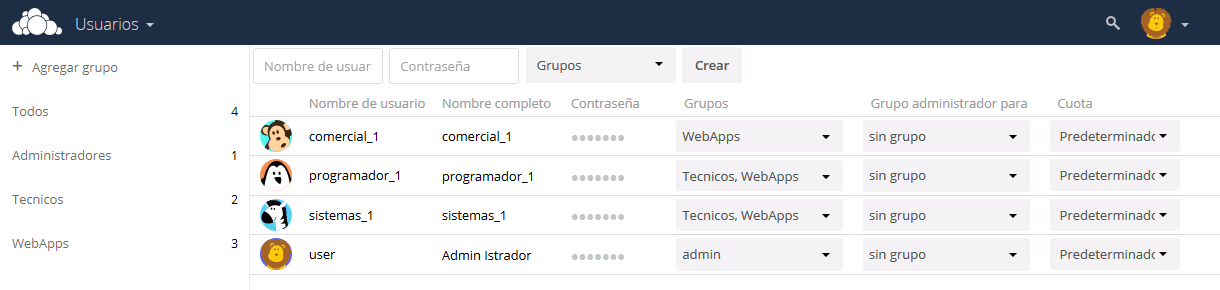 Usuarios
+ Agregar grupo
Todos 4
Administradores 1
Tecnicos 2
WebApps 3
Nombre de usuar Contraseña Grupos Crear
Nombre de usuario Nombre completo Contraseña Grupos Grupo administrador para Cuota
comercial_1 comercial_1 ●●●●●●● WebApps sin grupo Predeterminado
programador_1 programador_1 ●●●●●●● Tecnicos, WebApps sin grupo Predeterminado
sistemas_1 sistemas_1 ●●●●●●● Tecnicos, WebApps sin grupo Predeterminado
user Admin Istrador ●●●●●●● admin sin grupo Predeterminado